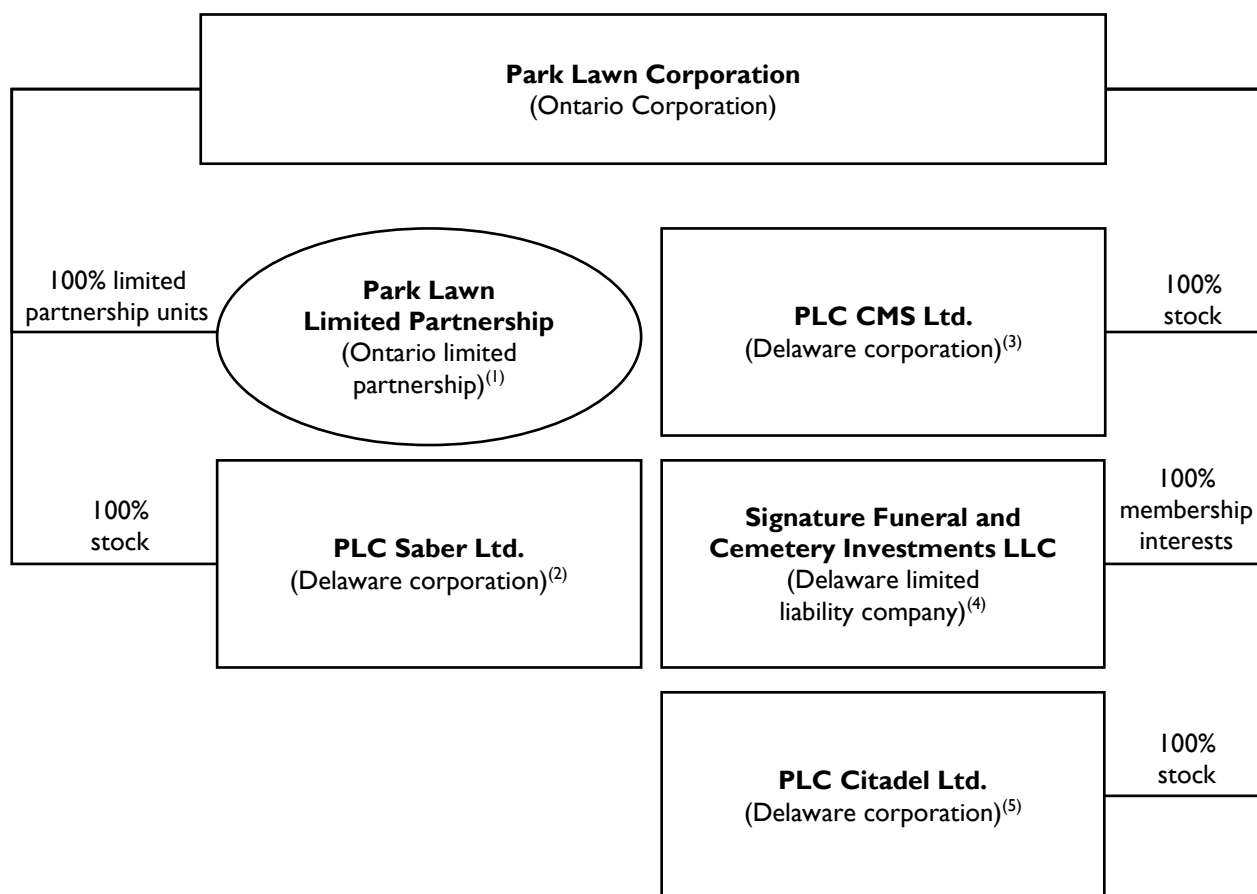 Park Lawn Corporation
(Ontario Corporation)
100% limited
partnership units
Park Lawn
Limited Partnership
(Ontario limited
partnership)(1)
PLC CMS Ltd.
(Delaware corporation)(3)
100%
stock
100%
stock
PLC Saber Ltd.
(Delaware corporation)(2)
Signature Funeral and
Cemetery Investments LLC
(Delaware limited
liability company)(4)
100%
membership
interests
PLC Citadel Ltd.
(Delaware corporation)(5)
100%
stock